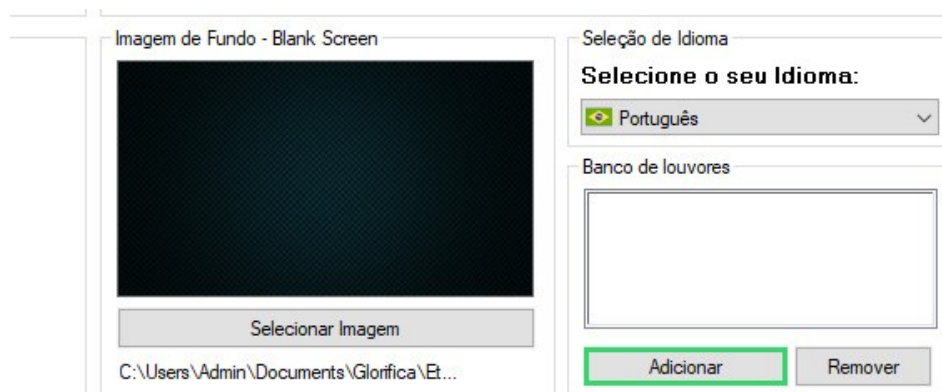 Imagem de Fundo - Blank Screen
Selecionar Imagem
C:\Users\Admin\Documents\Glorifica\Et...
Seleção de Idioma
Selecione o seu Idioma:
Português
Banco de louvores
Adicionar
Remover